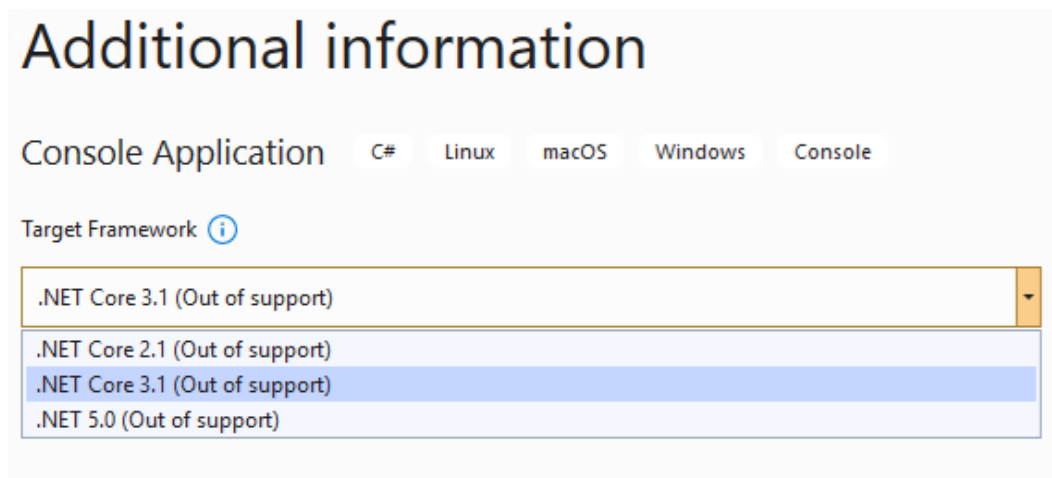 Additional information
Console Application C# Linux macOS Windows Console
Target Framework
.NET Core 3.1 (Out of support)
.NET Core 2.1 (Out of support)
.NET Core 3.1 (Out of support)
.NET 5.0 (Out of support)